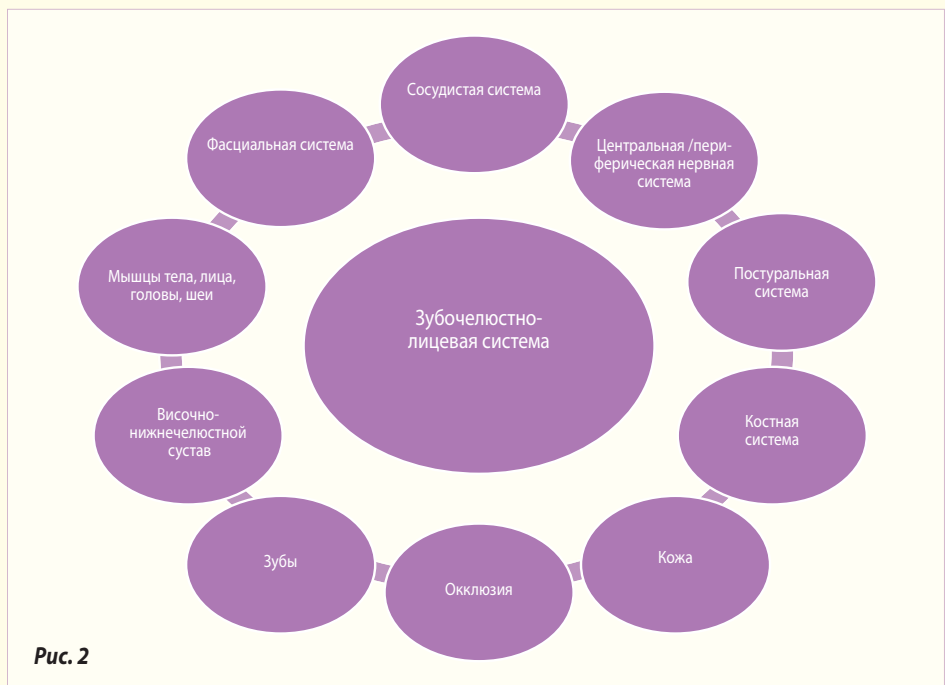 Сосудистая система
Центральная /пери-
ферическая нервная
система
Постуральная
система
Костная
система
Кожа
Окклюзия
Зубы
Височно-
нижнечелюстной
сустав
Мышцы тела, лица,
головы, шеи
Фасциальная система
Зубочелюстно-
лицевая система
Рис. 2